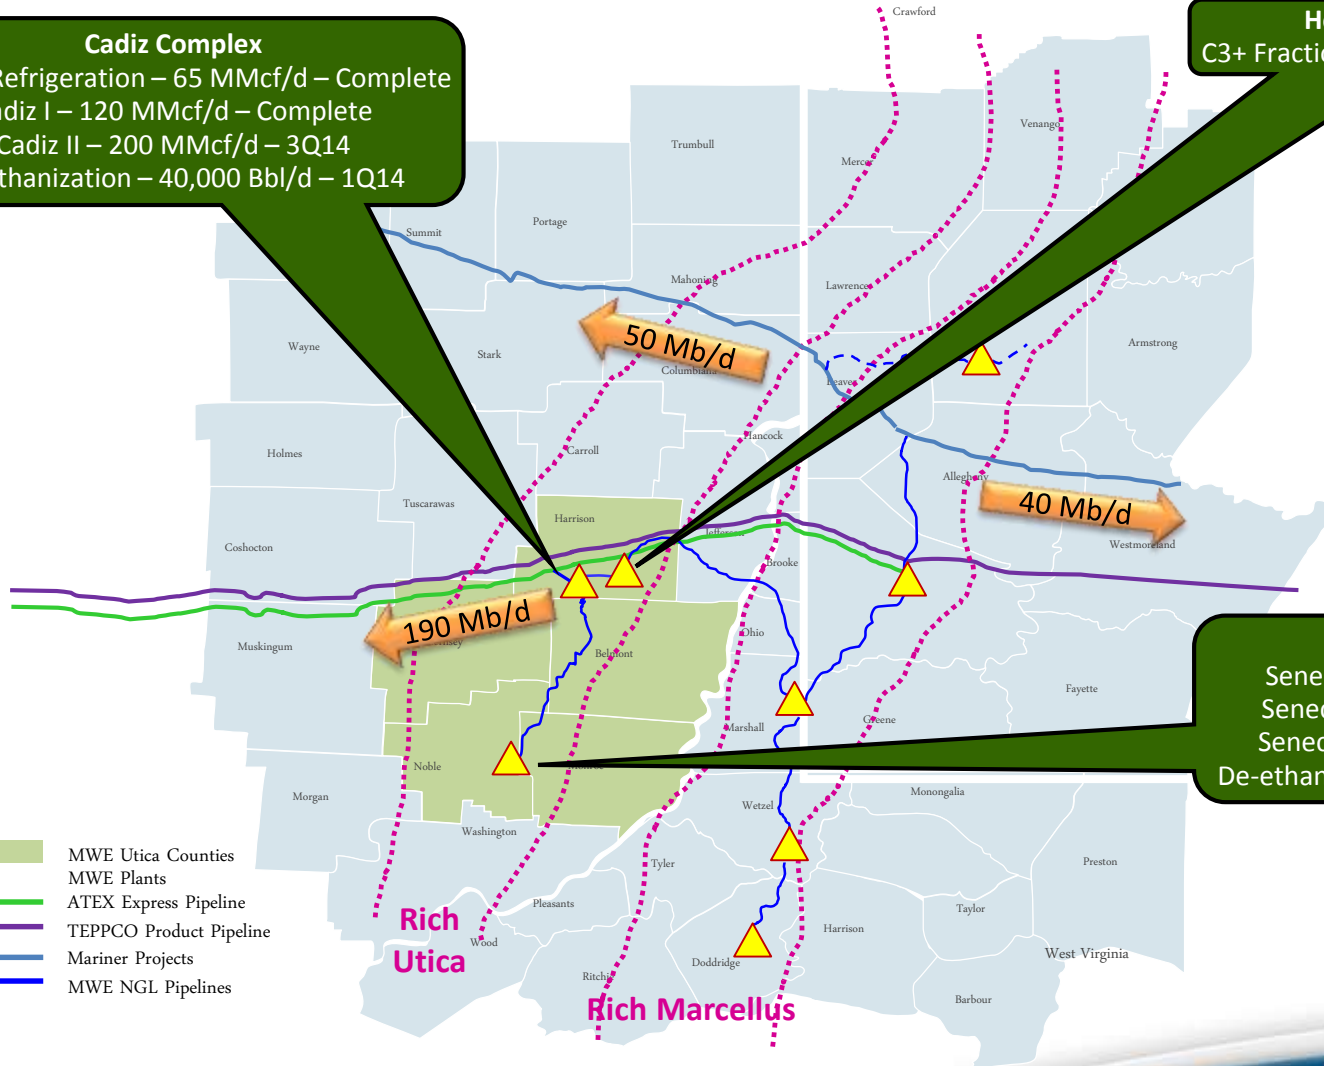 Crawford
Cadiz Complex
Refrigeration – 65 MMcf/d – Complete
Cadiz I – 120 MMcf/d – Complete
Cadiz II – 200 MMcf/d – 3Q14
thanization – 40,000 Bbl/d – 1Q14
C3+ Fractio
Venango
Trumbull
Mercer
Portage
Summit
Mahoning
Lawrence
Wayne
Stark
50 Mb/d
Columbiana
Armstrong
Beaver
Hancock
Holmes
Carroll
Allegheny
Tuscarawas
40 Mb/d
Harrison
Jefferson
Coshocton
Westmoreland
Brooke
190 Mb/d
Muskingum
Ohio
Belmont
Fayette
Sene
Senec
Senec
De-ethan
Marshall
Greene
Noble
Morgan
Wetzel
Monongalia
Washington
Tyler
Preston
MWE Utica Counties
MWE Plants
ATEX Express Pipeline
TEPPCO Product Pipeline
Mariner Projects
MWE NGL Pipelines
Pleasants
Taylor
Rich
Utica
Wood
Harrison
West Virginia
Doddridge
Ritchie
Barbour
Rich Marcellus